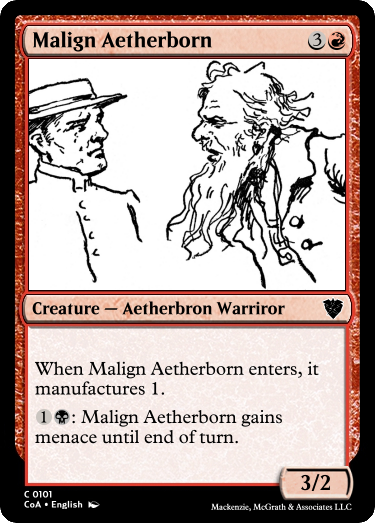 Malign Aetherborn 3
Creature — Aetherbron Warriror
When Malign Aetherborn enters, it
manufactures 1.
1: Malign Aetherborn gains
menace until end of turn.
3/2
C 0101
CoA • English
Mackenzie, McGrath & Associates LLC